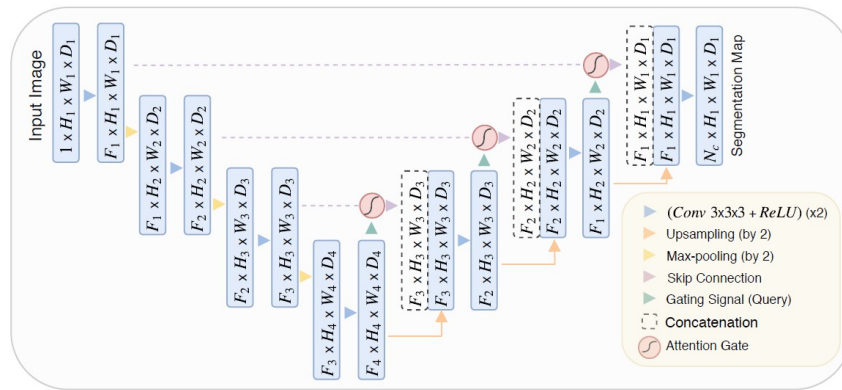 Input Image
1 x H₁ x W₁ x D₁
F₁ x H₁ x W₁ x D₁
F₁ x H₂ x W₂ x D₂
F₂ x H₂ x W₂ x D₂
F₂ x H₃ x W₃ x D₃
F₃ x H₃ x W₃ x D₃
F₃ x H₄ x W₄ x D₄
F₄ x H₄ x W₄ x D₄
F₃ x H₃ x W₃ x D₃
F₃ x H₃ x W₃ x D₃
F₂ x H₃ x W₃ x D₃
F₂ x H₂ x W₂ x D₂
F₂ x H₂ x W₂ x D₂
F₁ x H₂ x W₂ x D₂
F₁ x H₁ x W₁ x D₁
F₁ x H₁ x W₁ x D₁
N_c x H₁ x W₁ x D₁
Segmentation Map
(Conv 3x3x3 + ReLU) (x2)
Upsampling (by 2)
Max-pooling (by 2)
Skip Connection
Gating Signal (Query)
Concatenation
Attention Gate